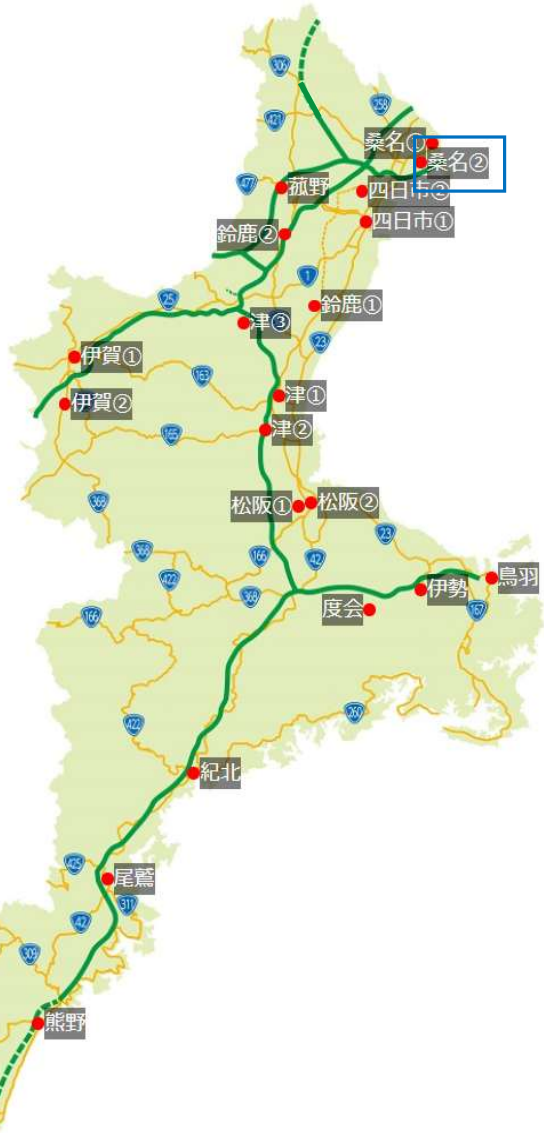 306
258
421
桑名①
桑名②
477
菰野
四日市②
四日市①
鈴鹿②
1
25
鈴鹿①
津③
23
伊賀①
163
津①
伊賀②
165
津②
368
松阪①
松阪②
23
368
166
42
422
368
鳥羽
伊勢
度会
167
166
260
422
紀北
425
尾鷲
311
42
309
熊野